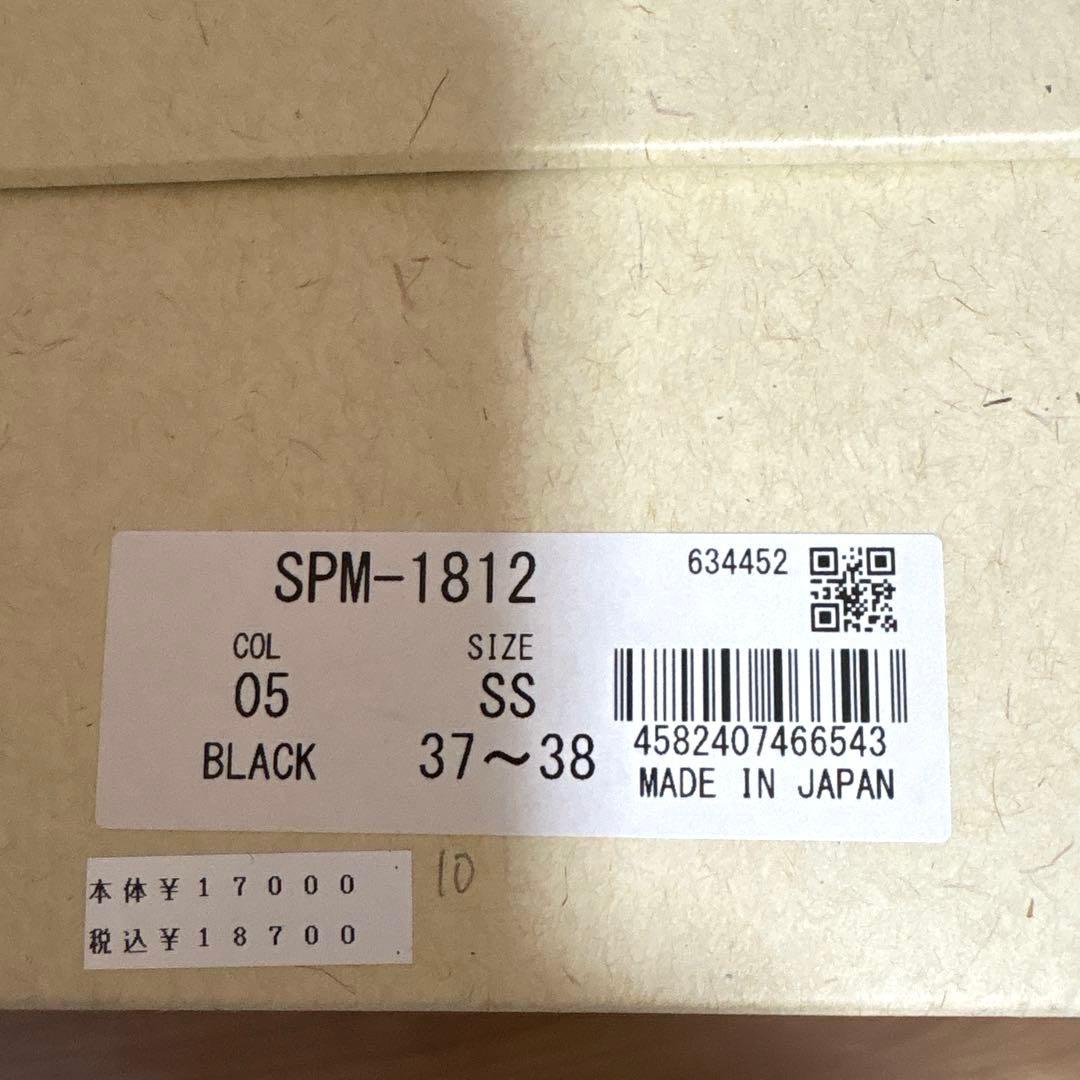 SPM-1812
634452
COL
SIZE
05
SS
BLACK
37～38
4582407466543
MADE IN JAPAN
本体￥17000
税込￥18700
10